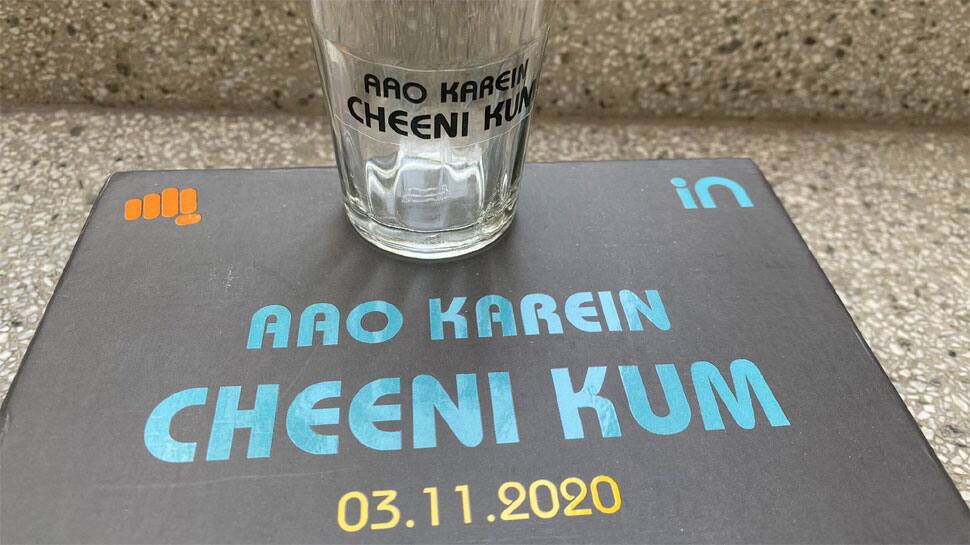 AAO KAREIN
CHEENI KUM
in
AAO KAREIN
CHEENI KUM
03.11.2020